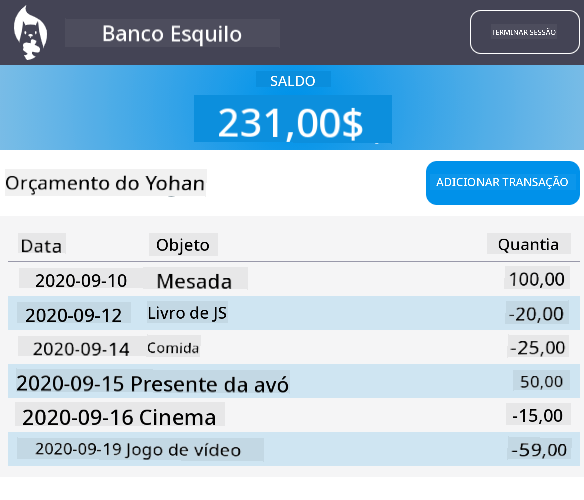 Banco Esquilo
TERMINAR SESSÃO
SALDO
231,00$
Orçamento do Yohan
ADICIONAR TRANSAÇÃO
Data Objeto Quantia
2020-09-10 Mesada 100,00
2020-09-12 Livro de JS -20,00
2020-09-14 Comida -25,00
2020-09-15 Presente da avó 50,00
2020-09-16 Cinema -15,00
2020-09-19 Jogo de vídeo -59,00